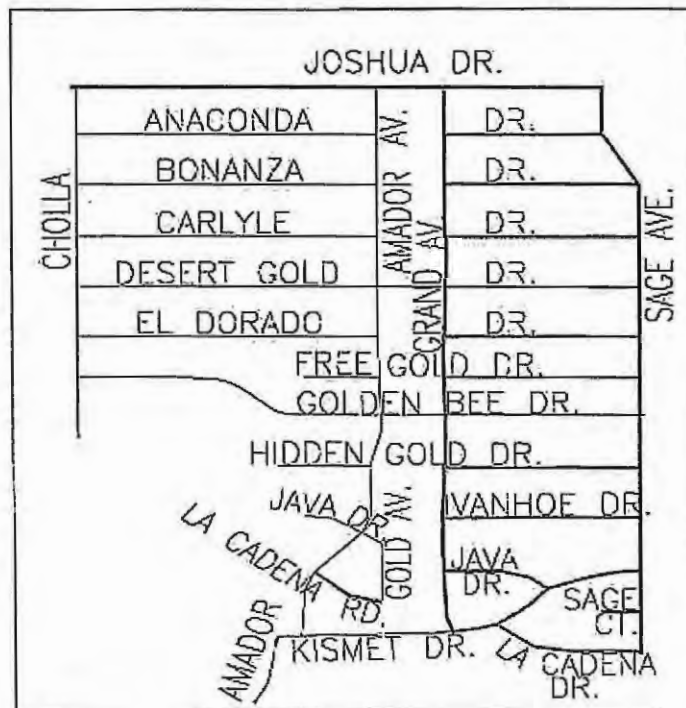 JOSHUA DR.
ANACONDA DR.
BONANZA DR.
CARLYLE DR.
DESERT GOLD DR.
EL DORADO DR.
CHOLLA
AMADOR AV.
GRAND AV.
SAGE AVE.
FREE GOLD DR.
GOLDEN BEE DR.
HIDDEN GOLD DR.
JAVA DR.
GOLD AV.
IVANHOE DR.
LA CADENA RD.
JAVA DR.
SAGE CT.
AMADOR
KISMET DR.
LA CADENA DR.